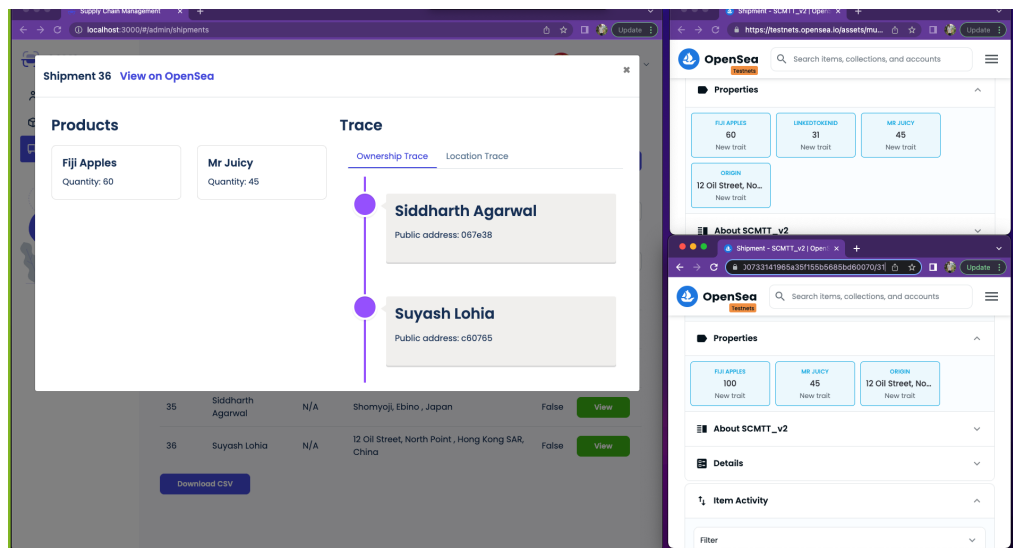 Supply Chain Management × +
localhost:3000/#/admin/shipments
Update
Shipment 36 View on OpenSea ×
Products
Fiji Apples
Quantity: 60
Mr Juicy
Quantity: 45
Trace
Ownership Trace Location Trace
Siddharth Agarwal
Public address: 067e38
Suyash Lohia
Public address: c60765
35 Siddharth Agarwal N/A Shomyoji, Ebino , Japan False View
36 Suyash Lohia N/A 12 Oil Street, North Point , Hong Kong SAR, China False View
Download CSV
Shipment - SCMTT_v2 | Open × +
https://testnets.opensea.io/assets/mu...
Update
OpenSea
Testnets
Search items, collections, and accounts
Properties
FIJI APPLES
60
New trait
LINKEDTOKENID
31
New trait
MR JUICY
45
New trait
ORIGIN
12 Oil Street, No...
New trait
About SCMTT_v2
Shipment - SCMTT_v2 | Open × +
00733141965a35f155b5685bd60070/31
Update
OpenSea
Testnets
Search items, collections, and accounts
Properties
FIJI APPLES
100
New trait
MR JUICY
45
New trait
ORIGIN
12 Oil Street, No...
New trait
About SCMTT_v2
Details
Item Activity
Filter